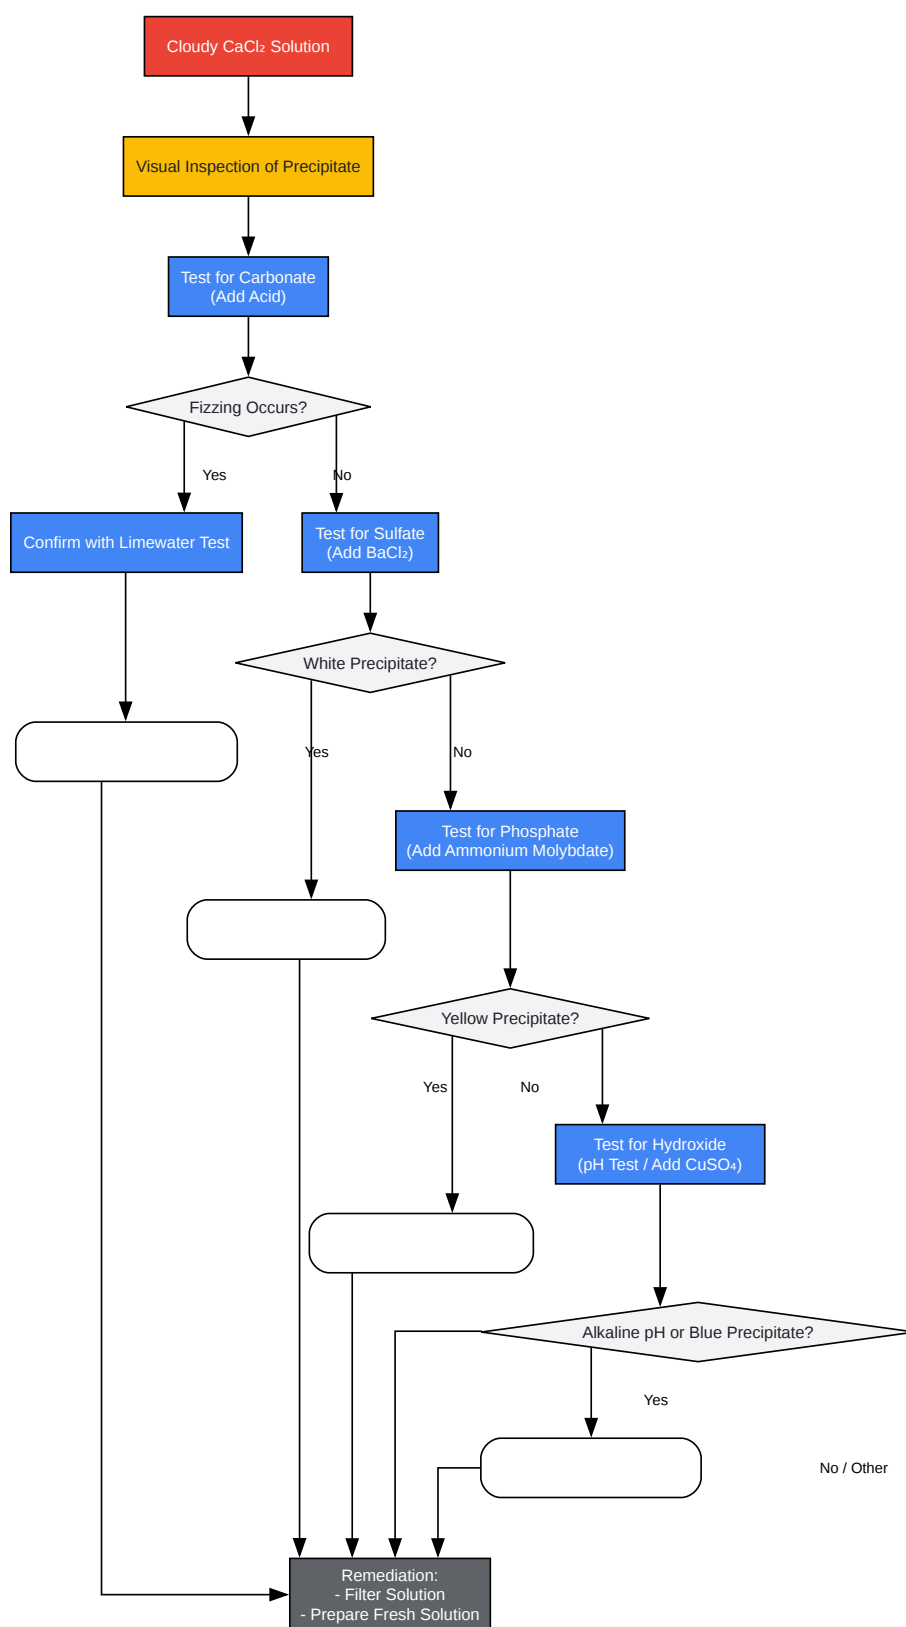 Cloudy CaCl₂ Solution
Visual Inspection of Precipitate
Test for Carbonate
(Add Acid)
Fizzing Occurs?
Yes
No
Confirm with Limewater Test
Test for Sulfate
(Add BaCl₂)
White Precipitate?
Yes
No
Test for Phosphate
(Add Ammonium Molybdate)
Yellow Precipitate?
Yes
No
Test for Hydroxide
(pH Test / Add CuSO₄)
Alkaline pH or Blue Precipitate?
Yes
No / Other
Remediation:
- Filter Solution
- Prepare Fresh Solution